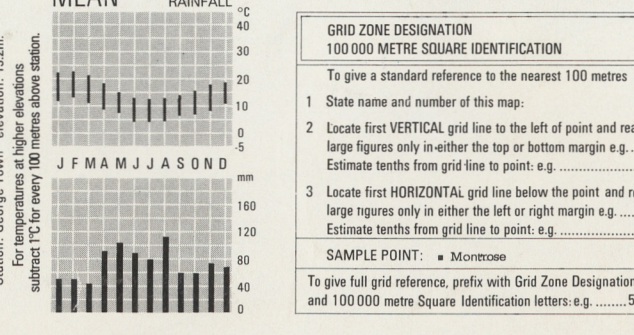 MEAN RAINFALL
°C
40
30
20
10
0
-5
J F M A M J J A S O N D
mm
160
120
80
40
0
Station: George Town Elevation:
For temperatures at higher elevations
subtract 1°C for every 100 metres above station.
GRID ZONE DESIGNATION
100 000 METRE SQUARE IDENTIFICATION
To give a standard reference to the nearest 100 metres
1 State name and number of this map:
2 Locate first VERTICAL grid line to the left of point and
large figures only in either the top or bottom margin e.g. ..
Estimate tenths from grid line to point: e.g. ..................
3 Locate first HORIZONTAL grid line below the point and
large figures only in either the left or right margin e.g. ....
Estimate tenths from grid line to point: e.g. ..................
SAMPLE POINT: ■ Montrose
To give full grid reference, prefix with Grid Zone Designation
and 100 000 metre Square Identification letters: e.g. ........5